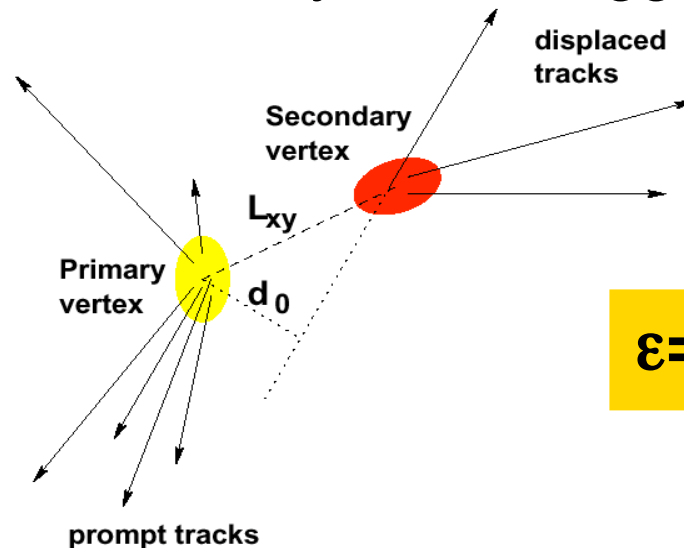 displaced
tracks
Secondary
vertex
Lxy
Primary
vertex
d0
ε=
prompt tracks